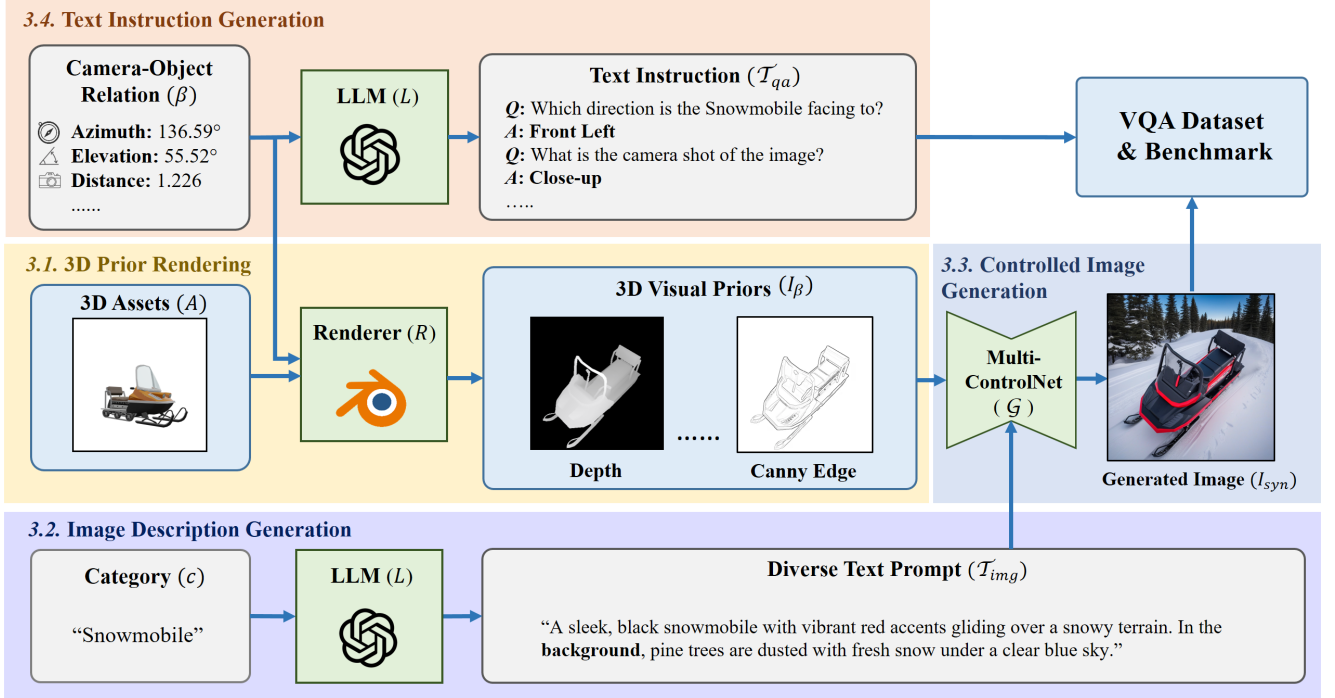 3.4. Text Instruction Generation
Camera-Object
Relation (β)
Azimuth: 136.59°
Elevation: 55.52°
Distance: 1.226
......
LLM (L)
Text Instruction (𝒯qa)
Q: Which direction is the Snowmobile facing to?
A: Front Left
Q: What is the camera shot of the image?
A: Close-up
…..
VQA Dataset
& Benchmark
3.1. 3D Prior Rendering
3D Assets (A)
Renderer (R)
3D Visual Priors (Iβ)
Depth
......
Canny Edge
3.3. Controlled Image
Generation
Multi-
ControlNet
( 𝒢 )
Generated Image (Isyn)
3.2. Image Description Generation
Category (c)
“Snowmobile”
LLM (L)
Diverse Text Prompt (𝒯img)
“A sleek, black snowmobile with vibrant red accents gliding over a snowy terrain. In the
background, pine trees are dusted with fresh snow under a clear blue sky.”